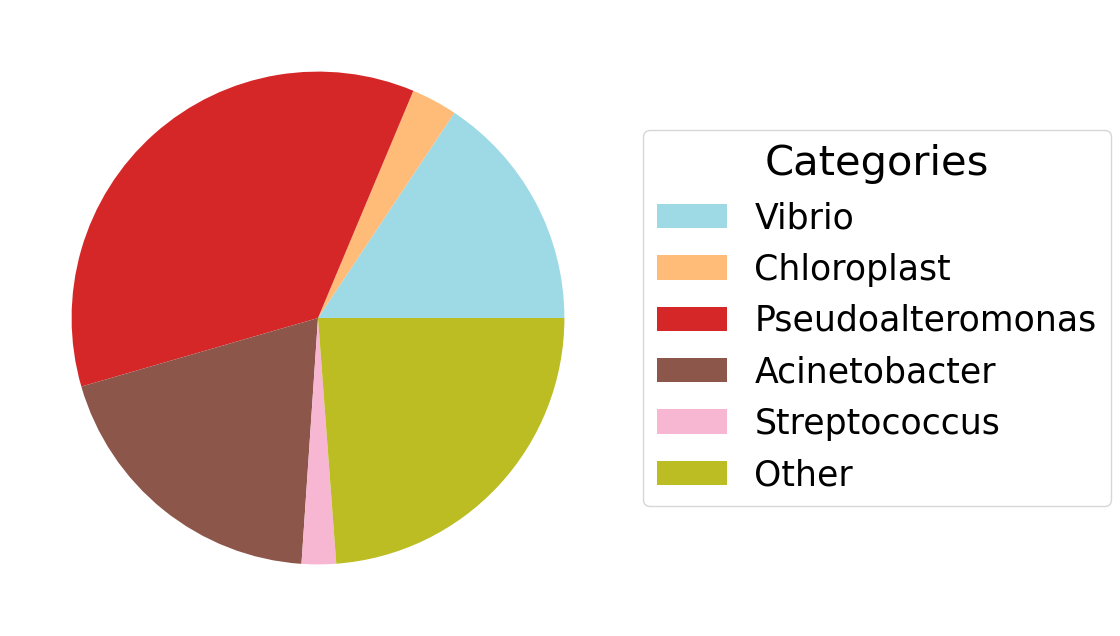 Categories
Vibrio
Chloroplast
Pseudoalteromonas
Acinetobacter
Streptococcus
Other